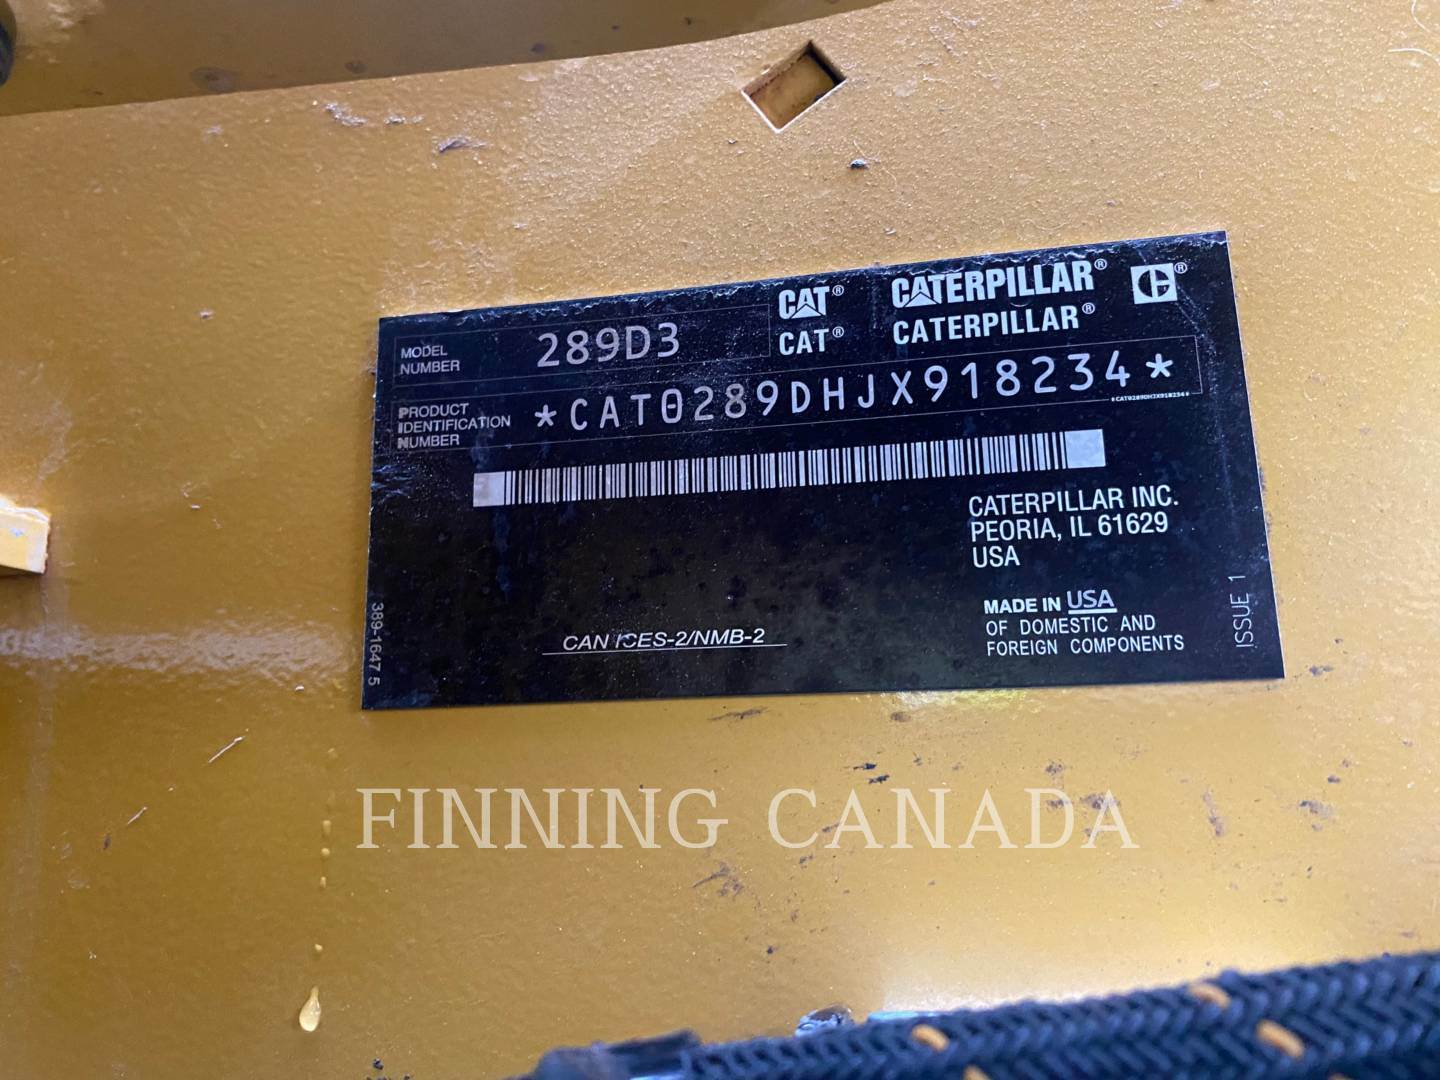 CAT® CATERPILLAR®
CAT® CATERPILLAR®
MODEL
NUMBER
289D3
PRODUCT
IDENTIFICATION
NUMBER
*CAT0289DHJX918234*
*CAT0289DHJX918234*
CATERPILLAR INC.
PEORIA, IL 61629
USA
MADE IN USA
OF DOMESTIC AND
FOREIGN COMPONENTS
CAN ICES-2/NMB-2
389-1647 5
ISSUE 1
FINNING CANADA